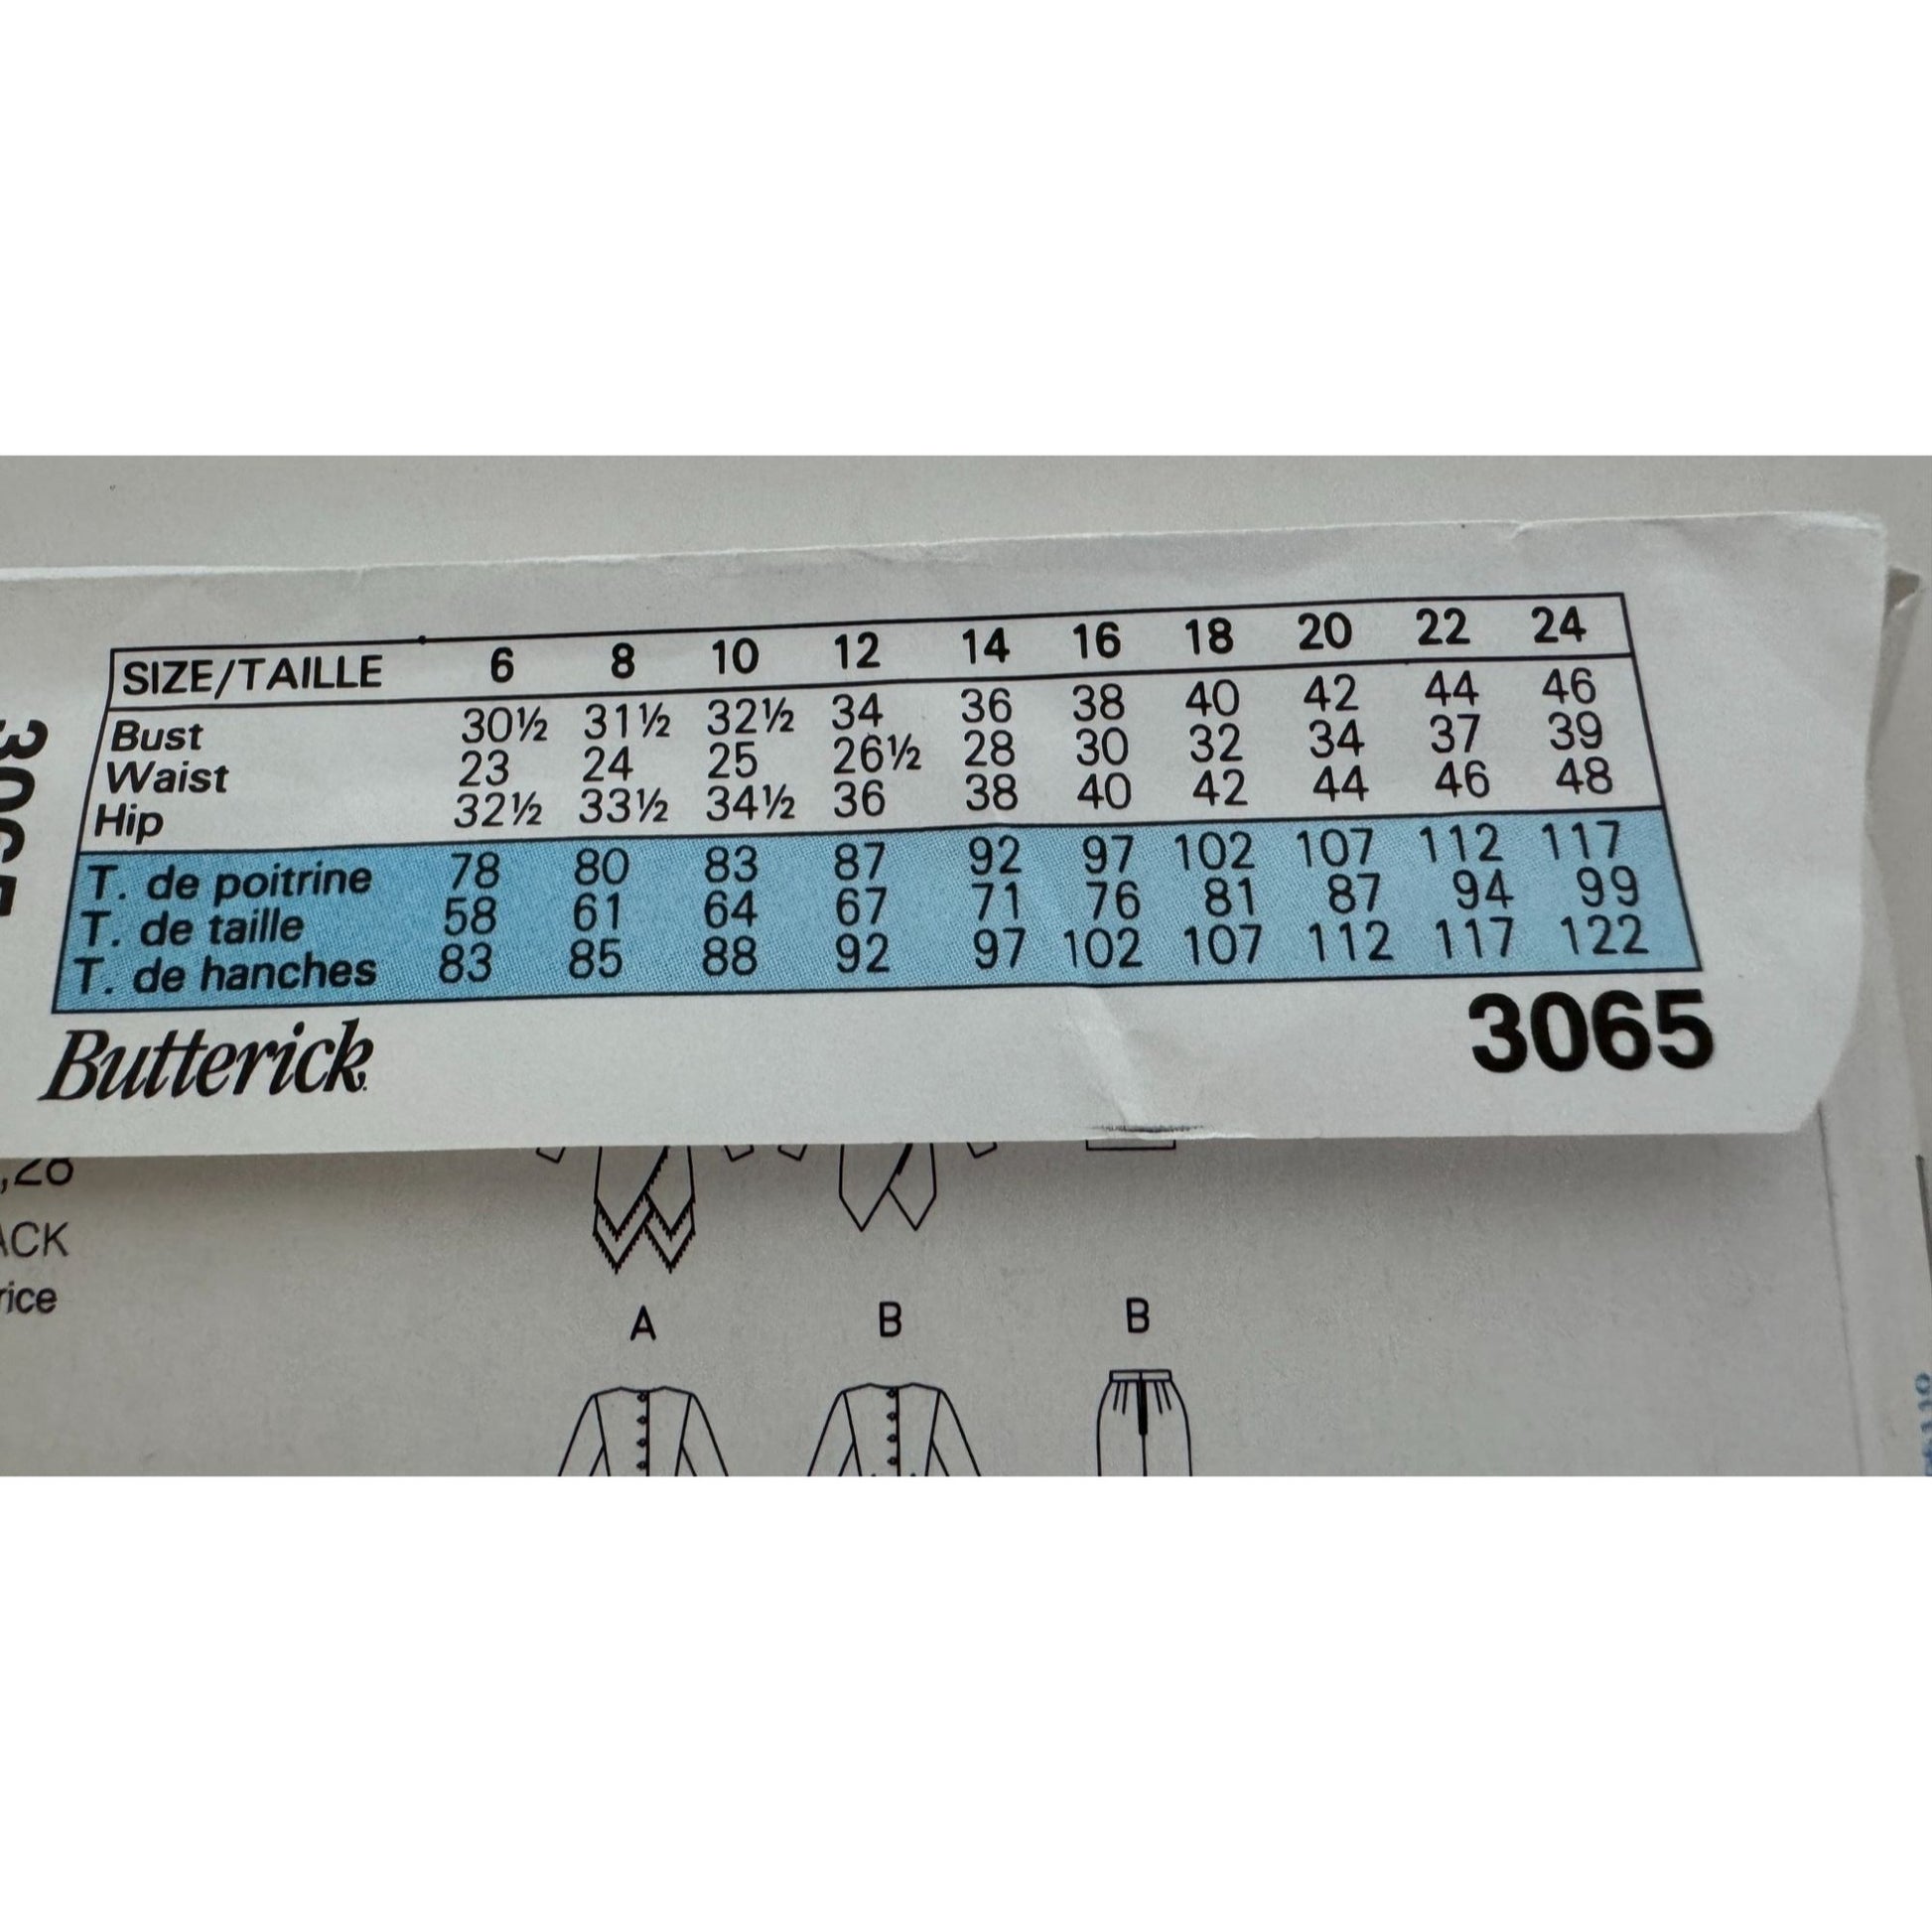 SIZE/TAILLE 6 8 10 12 14 16 18 20 22 24
Bust 30½ 31½ 32½ 34 36 38 40 42 44 46
Waist 23 24 25 26½ 28 30 32 34 37 39
Hip 32½ 33½ 34½ 36 38 40 42 44 46 48
T. de poitrine 78 80 83 87 92 97 102 107 112 117
T. de taille 58 61 64 67 71 76 81 87 94 99
T. de hanches 83 85 88 92 97 102 107 112 117 122
Butterick 3065
ACK
rice
A B B